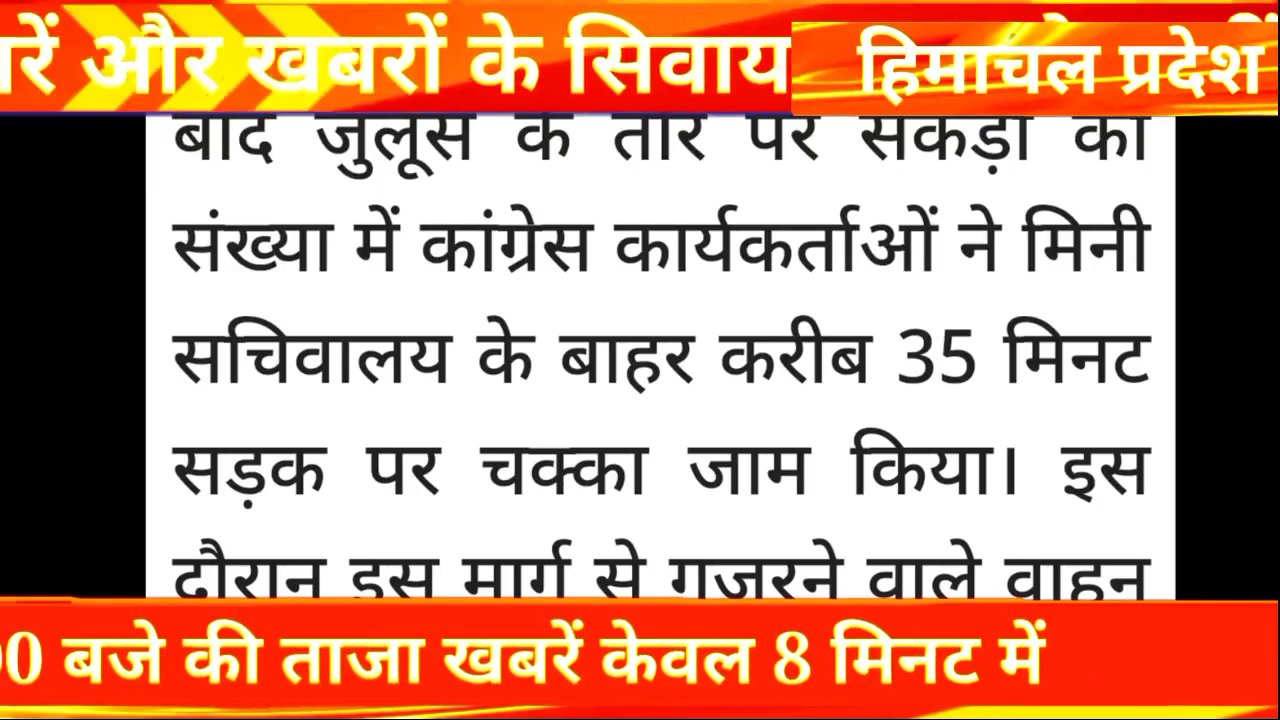 और खबरों के सिवाय
हिमाचल प्रदेश
बाद जुलूस के तौर पर सैकड़ों की
संख्या में कांग्रेस कार्यकर्ताओं ने मिनी
सचिवालय के बाहर करीब 35 मिनट
सड़क पर चक्का जाम किया। इस
दौरान इस मार्ग से गुजरने वाले वाहन
बजे की ताजा खबरें केवल 8 मिनट में